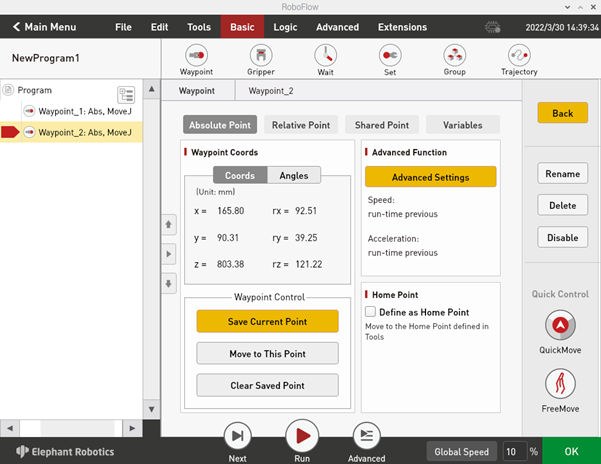 RoboFlow
Main Menu File Edit Tools Basic Logic Advanced Extensions 2022/3/30 14:39:34
NewProgram1
Waypoint Gripper Wait Set Group Trajectory
Program
Waypoint_1: Abs, MoveJ
Waypoint_2: Abs, MoveJ
Waypoint Waypoint_2
Absolute Point Relative Point Shared Point Variables
Waypoint Coords
Coords Angles
(Unit: mm)
x = 165.80 rx = 92.51
y = 90.31 ry = 39.25
z = 803.38 rz = 121.22
Waypoint Control
Save Current Point
Move to This Point
Clear Saved Point
Advanced Function
Advanced Settings
Speed:
run-time previous
Acceleration:
run-time previous
Home Point
Define as Home Point
Move to the Home Point defined in
Tools
Back
Rename
Delete
Disable
Quick Control
QuickMove
FreeMove
Elephant Robotics
Next Run Advanced
Global Speed 10 % OK